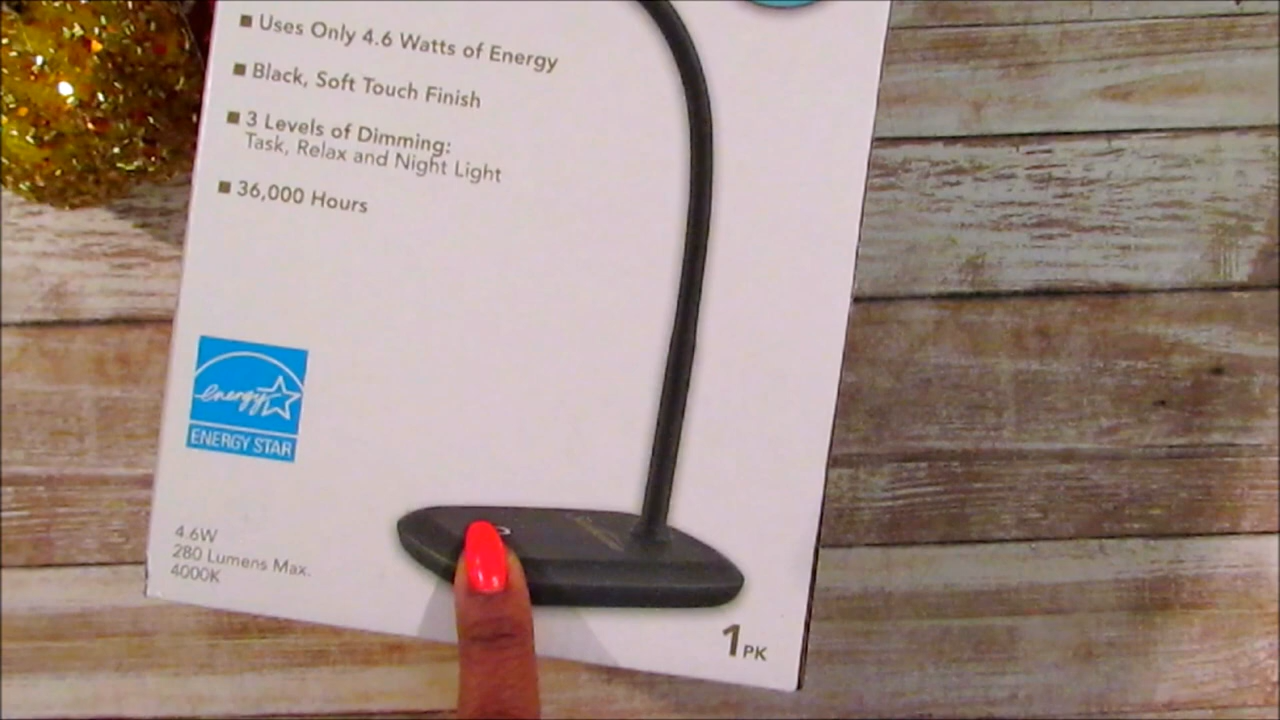 ■ Uses Only 4.6 Watts of Energy
■ Black, Soft Touch Finish
■ 3 Levels of Dimming:
Task, Relax and Night Light
■ 36,000 Hours
energy
ENERGY STAR
4.6W
280 Lumens Max.
4000K
1PK